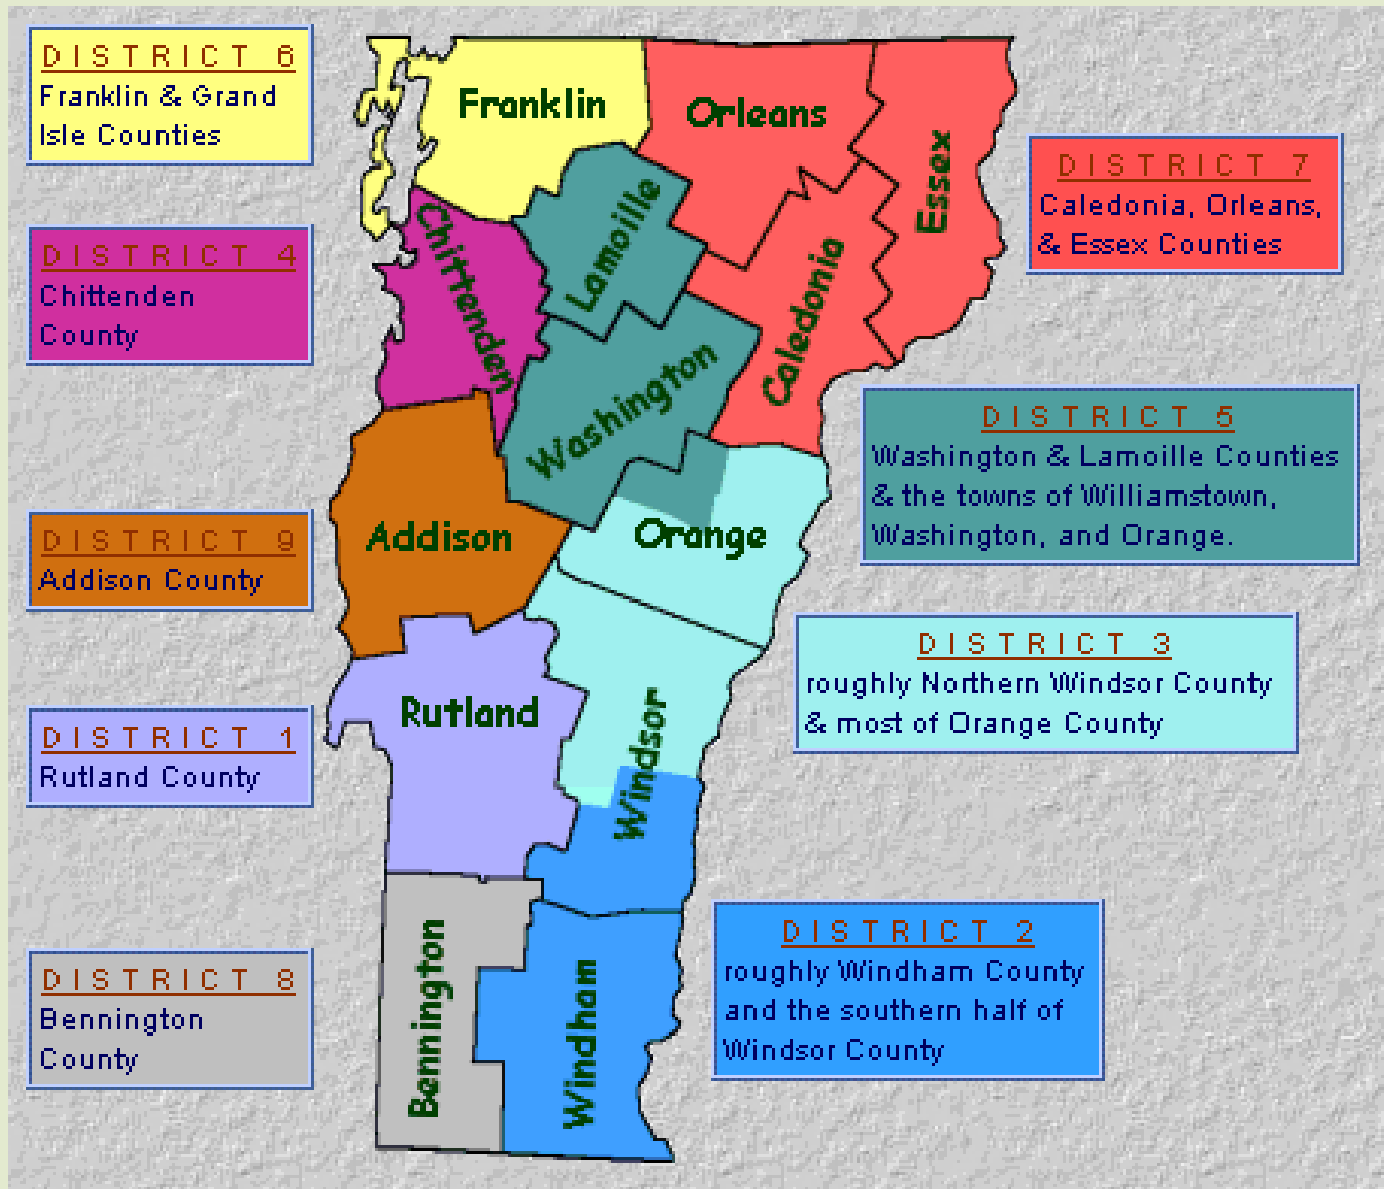 DISTRICT 6
Franklin & Grand
Isle Counties
DISTRICT 4
Chittenden
County
DISTRICT 9
Addison County
DISTRICT 1
Rutland County
DISTRICT 8
Bennington
County
Franklin
Orleans
Essex
Lamoille
Chittenden
Caledonia
Washington
Addison
Orange
Rutland
Windsor
Bennington
Windham
DISTRICT 7
Caledonia, Orleans,
& Essex Counties
DISTRICT 5
Washington & Lamoille Counties
& the towns of Williamstown,
Washington, and Orange.
DISTRICT 3
roughly Northern Windsor County
& most of Orange County
DISTRICT 2
roughly Windham County
and the southern half of
Windsor County